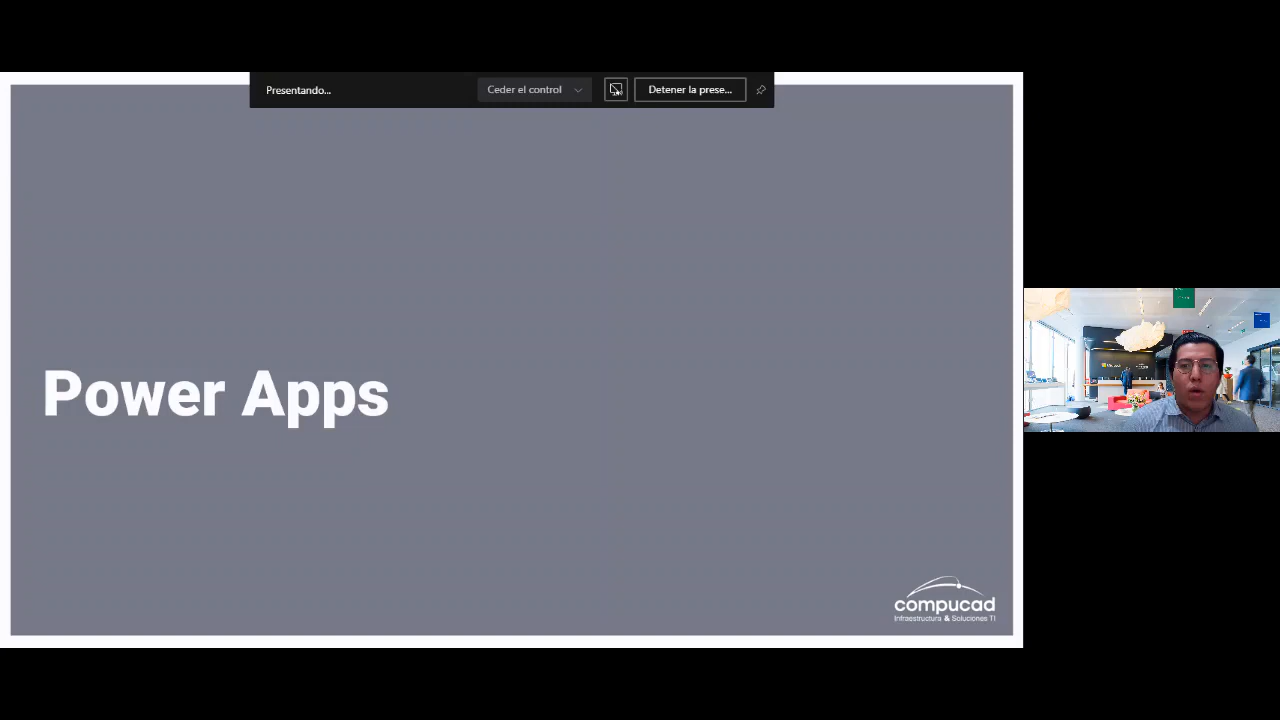 Presentando...
Ceder el control
Detener la prese...
Power Apps
compucad
Infraestructura & Soluciones TI